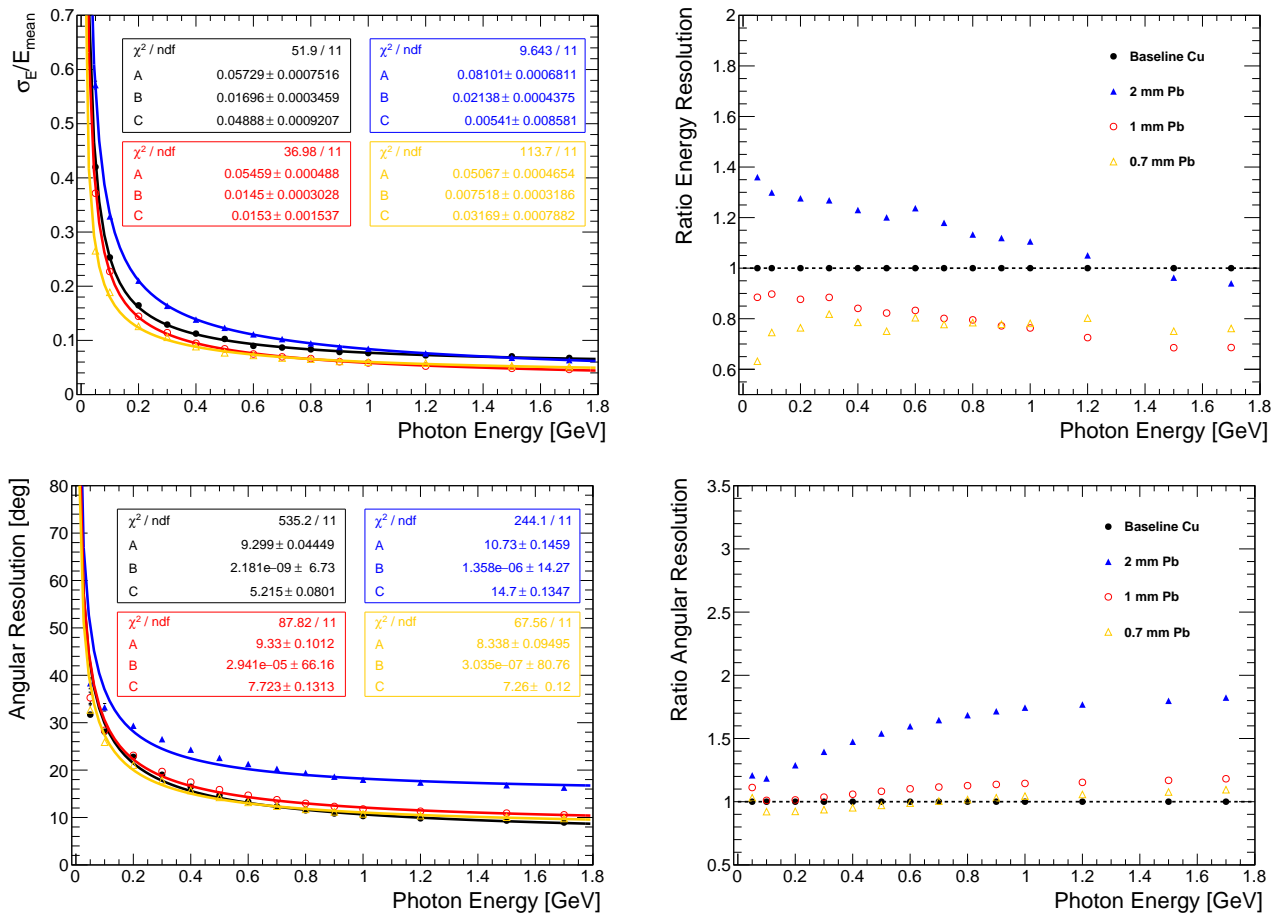 σE/Emean
0.7
0.6
0.5
0.4
0.3
0.2
0.1
0
χ² / ndf 51.9 / 11
A 0.05729 ± 0.0007516
B 0.01696 ± 0.0003459
C 0.04888 ± 0.0009207
χ² / ndf 9.643 / 11
A 0.08101 ± 0.0006811
B 0.02138 ± 0.0004375
C 0.00541 ± 0.008581
χ² / ndf 36.98 / 11
A 0.05459 ± 0.000488
B 0.0145 ± 0.0003028
C 0.0153 ± 0.001537
χ² / ndf 113.7 / 11
A 0.05067 ± 0.0004654
B 0.007518 ± 0.0003186
C 0.03169 ± 0.0007882
0 0.2 0.4 0.6 0.8 1 1.2 1.4 1.6 1.8
Photon Energy [GeV]
Ratio Energy Resolution
2
1.8
1.6
1.4
1.2
1
0.8
0.6
Baseline Cu
2 mm Pb
1 mm Pb
0.7 mm Pb
0 0.2 0.4 0.6 0.8 1 1.2 1.4 1.6 1.8
Photon Energy [GeV]
Angular Resolution [deg]
80
70
60
50
40
30
20
10
0
χ² / ndf 535.2 / 11
A 9.299 ± 0.04449
B 2.181e−09 ± 6.73
C 5.215 ± 0.0801
χ² / ndf 244.1 / 11
A 10.73 ± 0.1459
B 1.358e−06 ± 14.27
C 14.7 ± 0.1347
χ² / ndf 87.82 / 11
A 9.33 ± 0.1012
B 2.941e−05 ± 66.16
C 7.723 ± 0.1313
χ² / ndf 67.56 / 11
A 8.338 ± 0.09495
B 3.035e−07 ± 80.76
C 7.26 ± 0.12
0 0.2 0.4 0.6 0.8 1 1.2 1.4 1.6 1.8
Photon Energy [GeV]
Ratio Angular Resolution
3.5
3
2.5
2
1.5
1
0.5
Baseline Cu
2 mm Pb
1 mm Pb
0.7 mm Pb
0 0.2 0.4 0.6 0.8 1 1.2 1.4 1.6 1.8
Photon Energy [GeV]